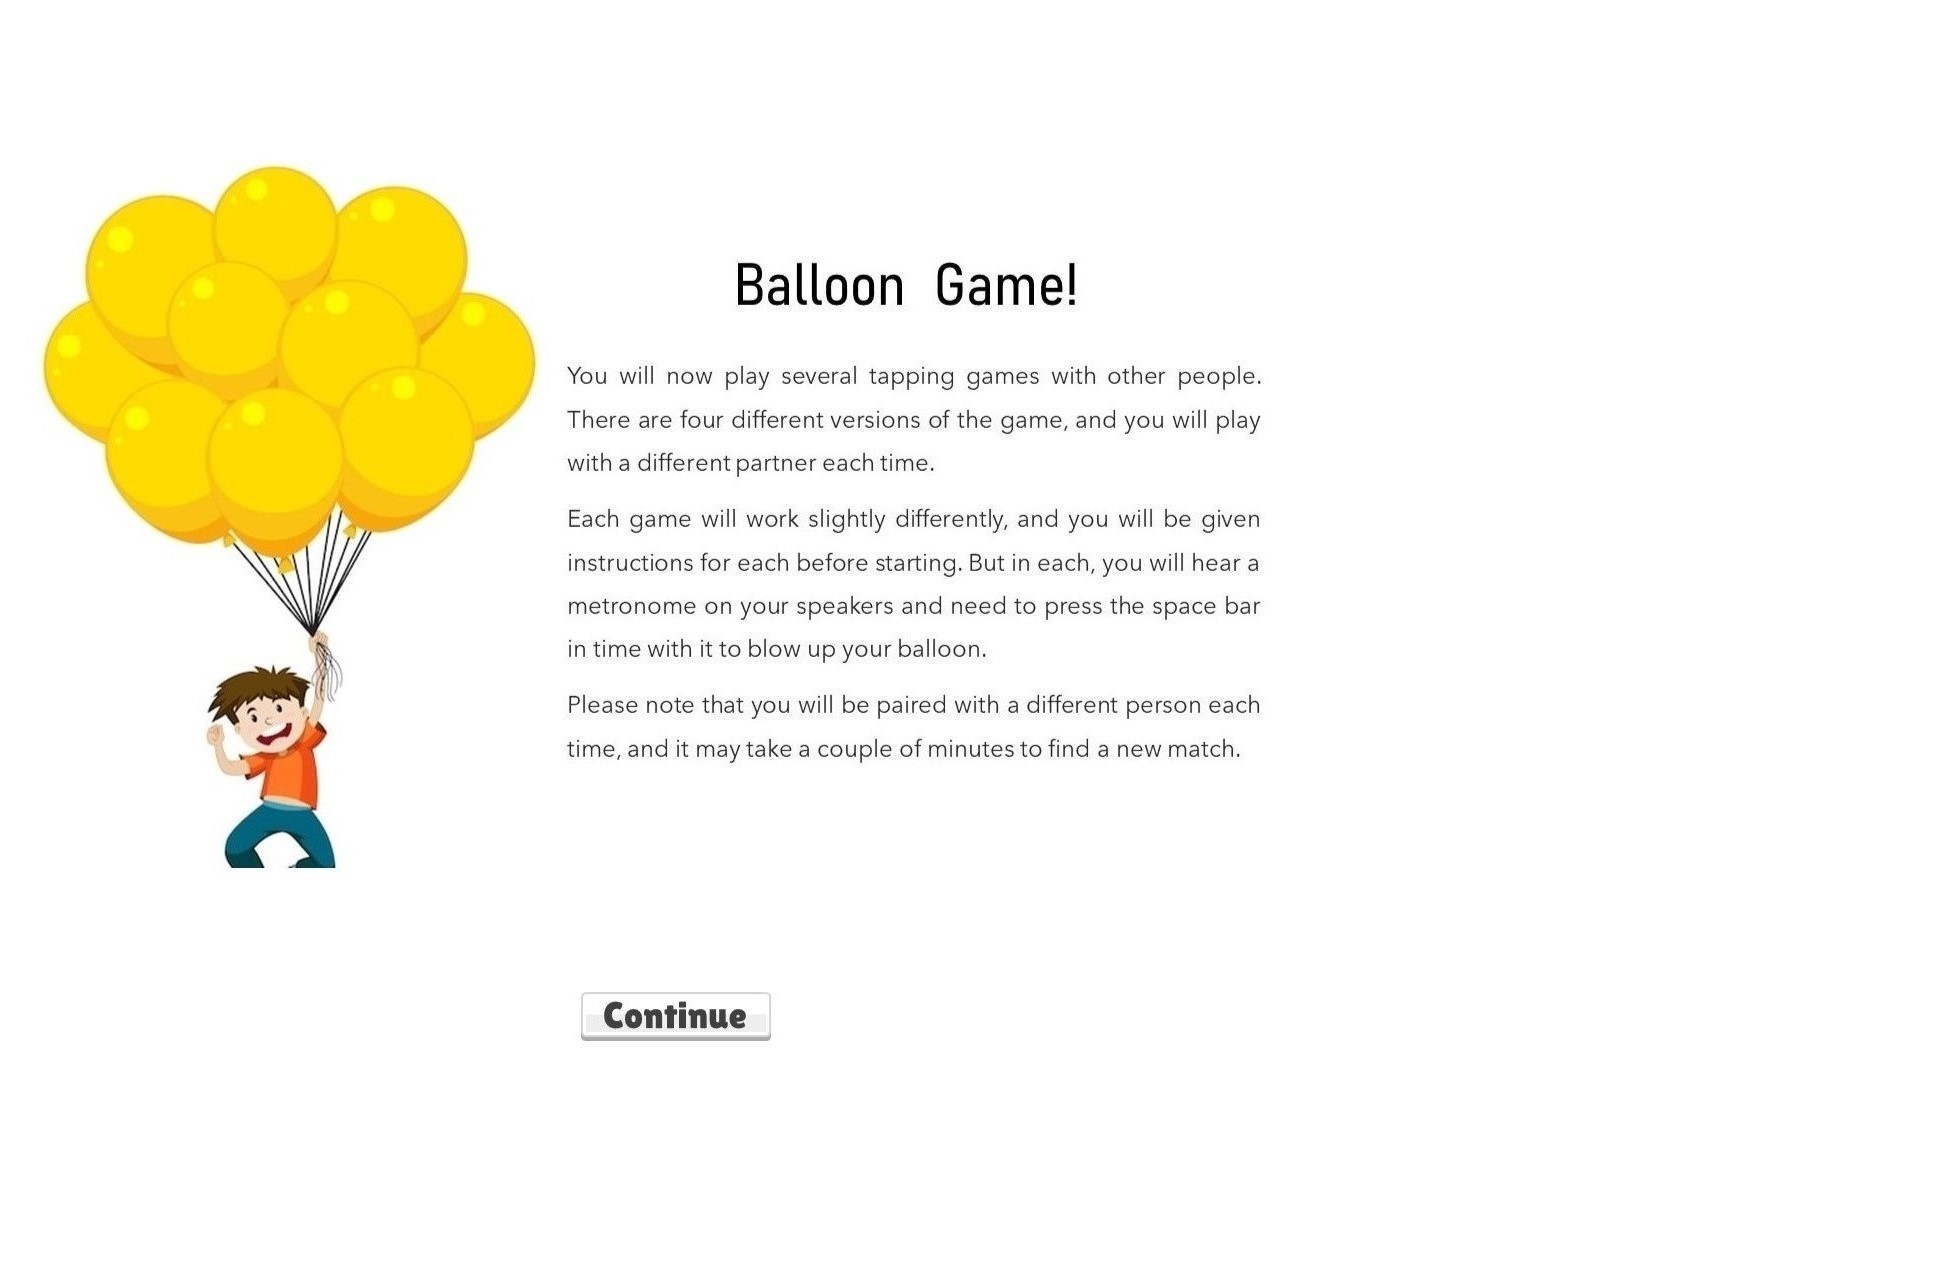 Balloon Game!
You will now play several tapping games with other people.
There are four different versions of the game, and you will play
with a different partner each time.
Each game will work slightly differently, and you will be given
instructions for each before starting. But in each, you will hear a
metronome on your speakers and need to press the space bar
in time with it to blow up your balloon.
Please note that you will be paired with a different person each
time, and it may take a couple of minutes to find a new match.
Continue